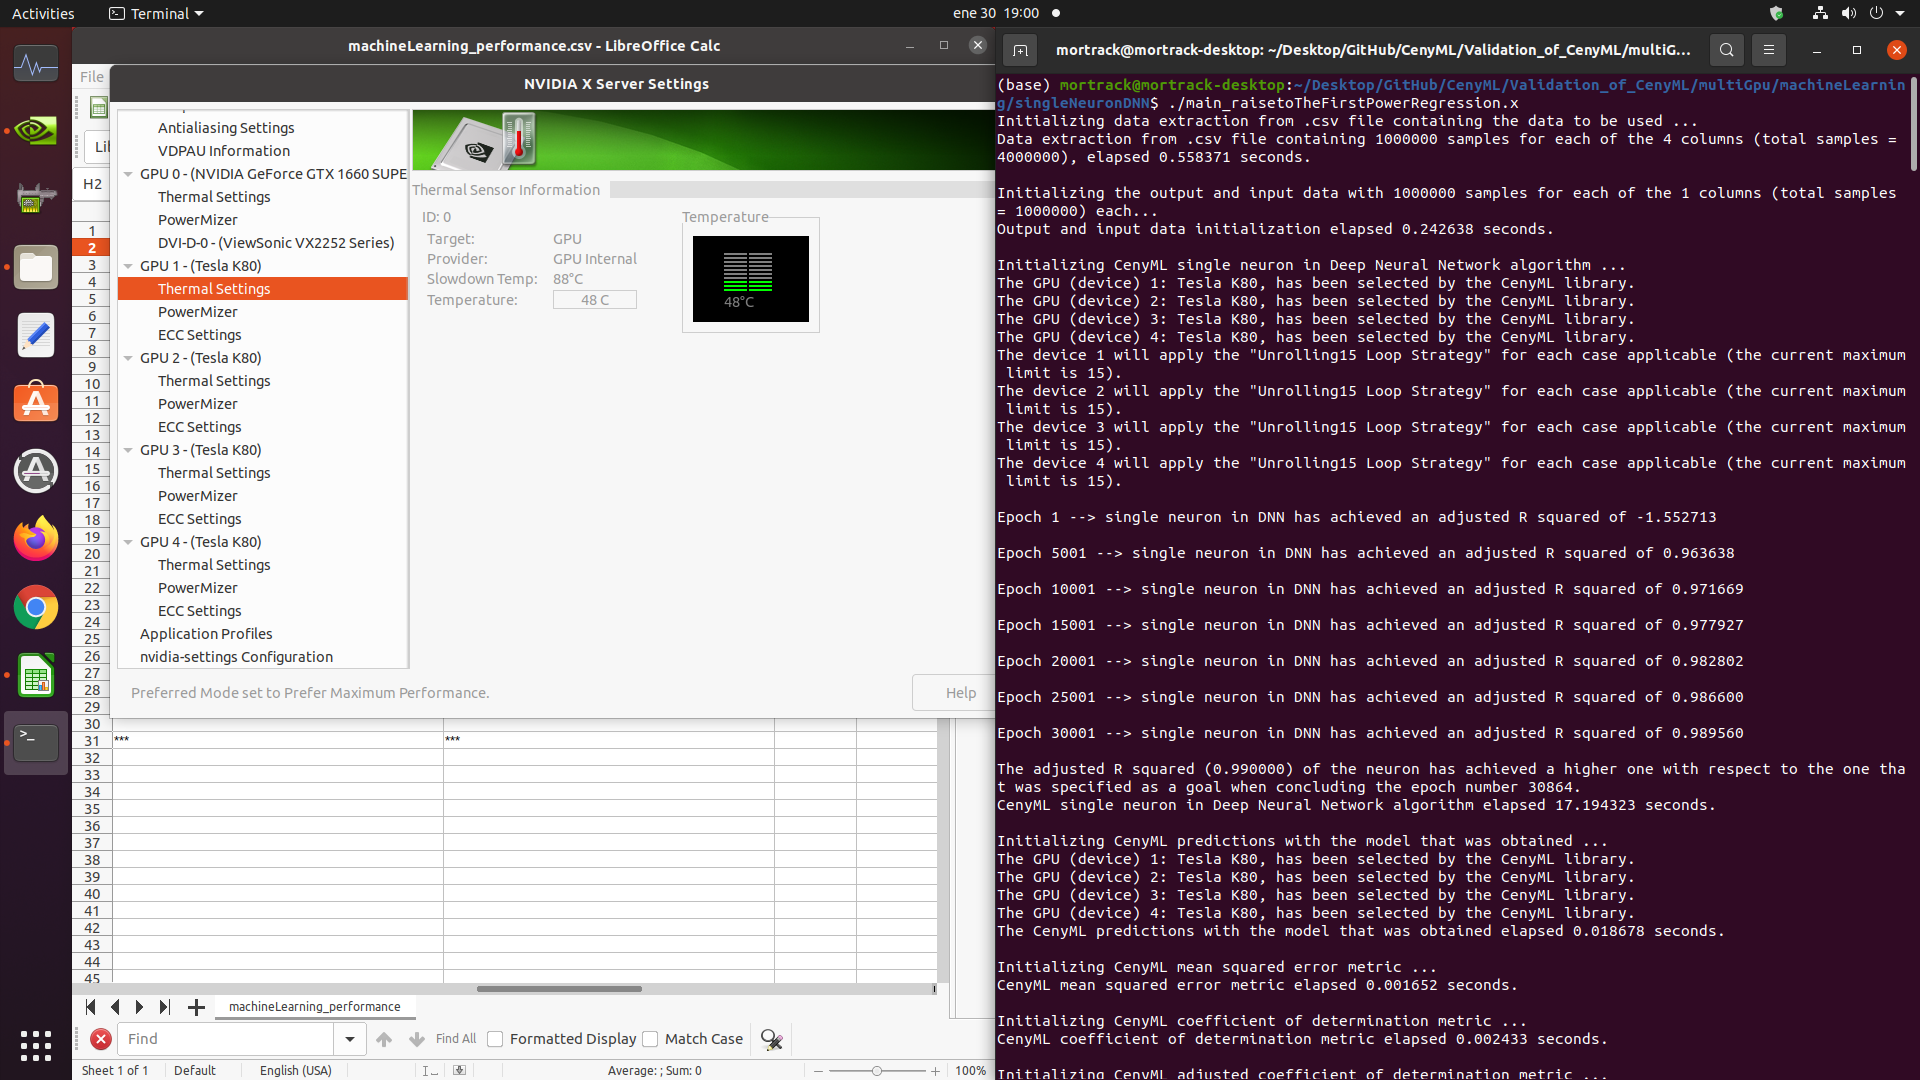 Activities
Terminal
ene 30 19:00
machineLearning_performance.csv - LibreOffice Calc
File
H2
NVIDIA X Server Settings
Antialiasing Settings
VDPAU Information
GPU 0 - (NVIDIA GeForce GTX 1660 SUPE
Thermal Settings
PowerMizer
DVI-D-0 - (ViewSonic VX2252 Series)
GPU 1 - (Tesla K80)
Thermal Settings
PowerMizer
ECC Settings
GPU 2 - (Tesla K80)
Thermal Settings
PowerMizer
ECC Settings
GPU 3 - (Tesla K80)
Thermal Settings
PowerMizer
ECC Settings
GPU 4 - (Tesla K80)
Thermal Settings
PowerMizer
ECC Settings
Application Profiles
nvidia-settings Configuration
Thermal Sensor Information
ID: 0
Target: GPU
Provider: GPU Internal
Slowdown Temp: 88°C
Temperature: 48 C
Temperature
48°C
Preferred Mode set to Prefer Maximum Performance.
Help
1
2
3
4
5
6
7
8
9
10
11
12
13
14
15
16
17
18
19
20
21
22
23
24
25
26
27
28
29
30
31 *** ***
32
33
34
35
36
37
38
39
40
41
42
43
44
45
machineLearning_performance
Find
Find All
Formatted Display
Match Case
Sheet 1 of 1
Default
English (USA)
Average: ; Sum: 0
100%
mortrack@mortrack-desktop: ~/Desktop/GitHub/CenyML/Validation_of_CenyML/multiG...
(base) mortrack@mortrack-desktop:~/Desktop/GitHub/CenyML/Validation_of_CenyML/multiGpu/machineLearnin
g/singleNeuronDNN$ ./main_raisetoTheFirstPowerRegression.x
Initializing data extraction from .csv file containing the data to be used ...
Data extraction from .csv file containing 1000000 samples for each of the 4 columns (total samples =
4000000), elapsed 0.558371 seconds.
Initializing the output and input data with 1000000 samples for each of the 1 columns (total samples
= 1000000) each...
Output and input data initialization elapsed 0.242638 seconds.
Initializing CenyML single neuron in Deep Neural Network algorithm ...
The GPU (device) 1: Tesla K80, has been selected by the CenyML library.
The GPU (device) 2: Tesla K80, has been selected by the CenyML library.
The GPU (device) 3: Tesla K80, has been selected by the CenyML library.
The GPU (device) 4: Tesla K80, has been selected by the CenyML library.
The device 1 will apply the "Unrolling15 Loop Strategy" for each case applicable (the current maximum
limit is 15).
The device 2 will apply the "Unrolling15 Loop Strategy" for each case applicable (the current maximum
limit is 15).
The device 3 will apply the "Unrolling15 Loop Strategy" for each case applicable (the current maximum
limit is 15).
The device 4 will apply the "Unrolling15 Loop Strategy" for each case applicable (the current maximum
limit is 15).
Epoch 1 --> single neuron in DNN has achieved an adjusted R squared of -1.552713
Epoch 5001 --> single neuron in DNN has achieved an adjusted R squared of 0.963638
Epoch 10001 --> single neuron in DNN has achieved an adjusted R squared of 0.971669
Epoch 15001 --> single neuron in DNN has achieved an adjusted R squared of 0.977927
Epoch 20001 --> single neuron in DNN has achieved an adjusted R squared of 0.982802
Epoch 25001 --> single neuron in DNN has achieved an adjusted R squared of 0.986600
Epoch 30001 --> single neuron in DNN has achieved an adjusted R squared of 0.989560
The adjusted R squared (0.990000) of the neuron has achieved a higher one with respect to the one tha
t was specified as a goal when concluding the epoch number 30864.
CenyML single neuron in Deep Neural Network algorithm elapsed 17.194323 seconds.
Initializing CenyML predictions with the model that was obtained ...
The GPU (device) 1: Tesla K80, has been selected by the CenyML library.
The GPU (device) 2: Tesla K80, has been selected by the CenyML library.
The GPU (device) 3: Tesla K80, has been selected by the CenyML library.
The GPU (device) 4: Tesla K80, has been selected by the CenyML library.
The CenyML predictions with the model that was obtained elapsed 0.018678 seconds.
Initializing CenyML mean squared error metric ...
CenyML mean squared error metric elapsed 0.001652 seconds.
Initializing CenyML coefficient of determination metric ...
CenyML coefficient of determination metric elapsed 0.002433 seconds.
Initializing CenyML adjusted coefficient of determination metric ...